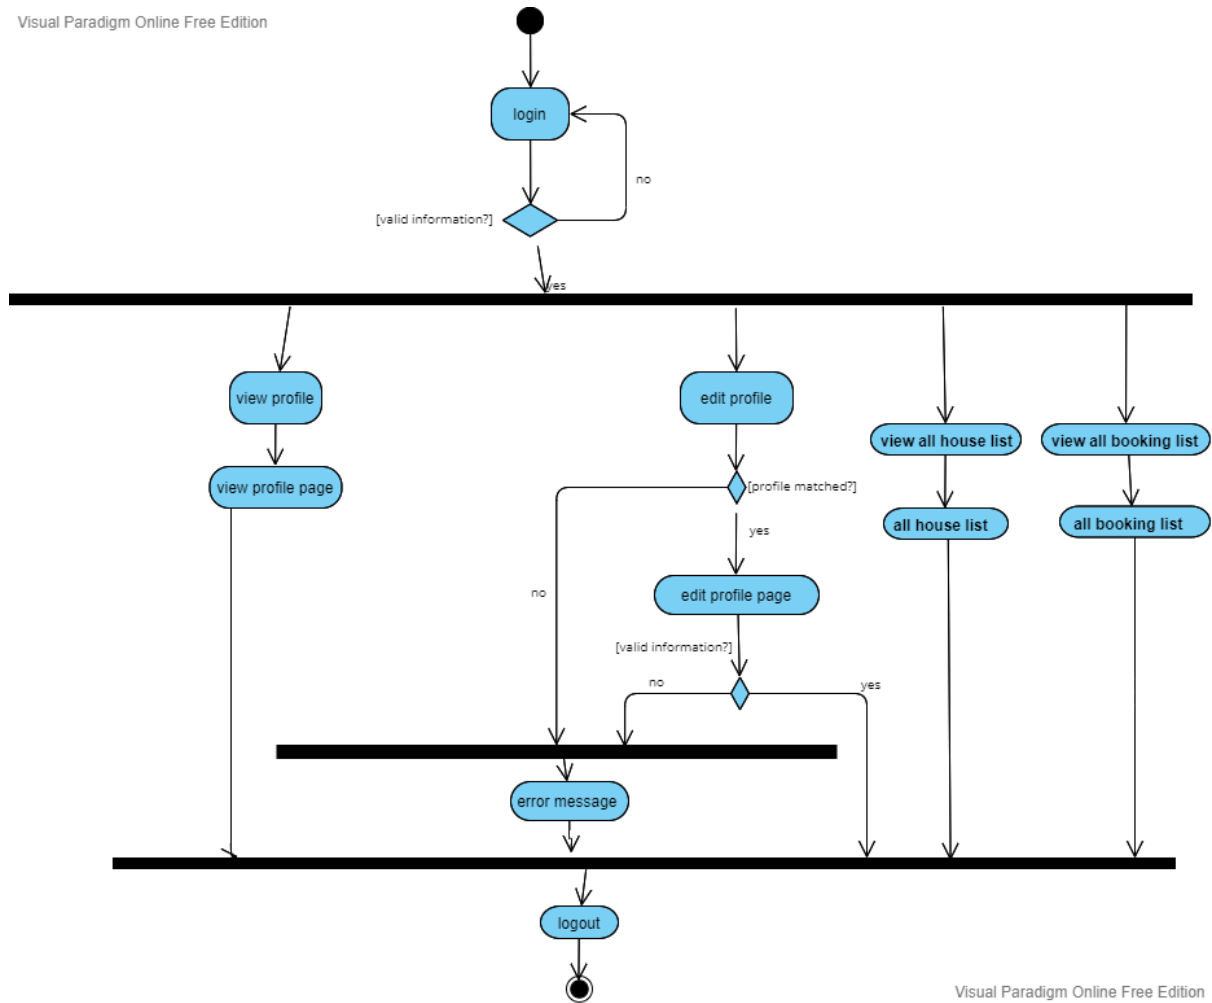 Visual Paradigm Online Free Edition
login
no
[valid information?]
yes
view profile
edit profile
view all house list
view all booking list
view profile page
[profile matched?]
all house list
all booking list
yes
no
edit profile page
[valid information?]
no
yes
error message
logout
Visual Paradigm Online Free Edition